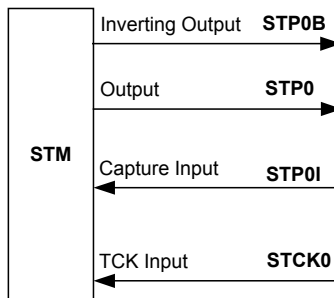 Inverting Output STP0B
Output STP0
STM
Capture Input STP0I
TCK Input STCK0